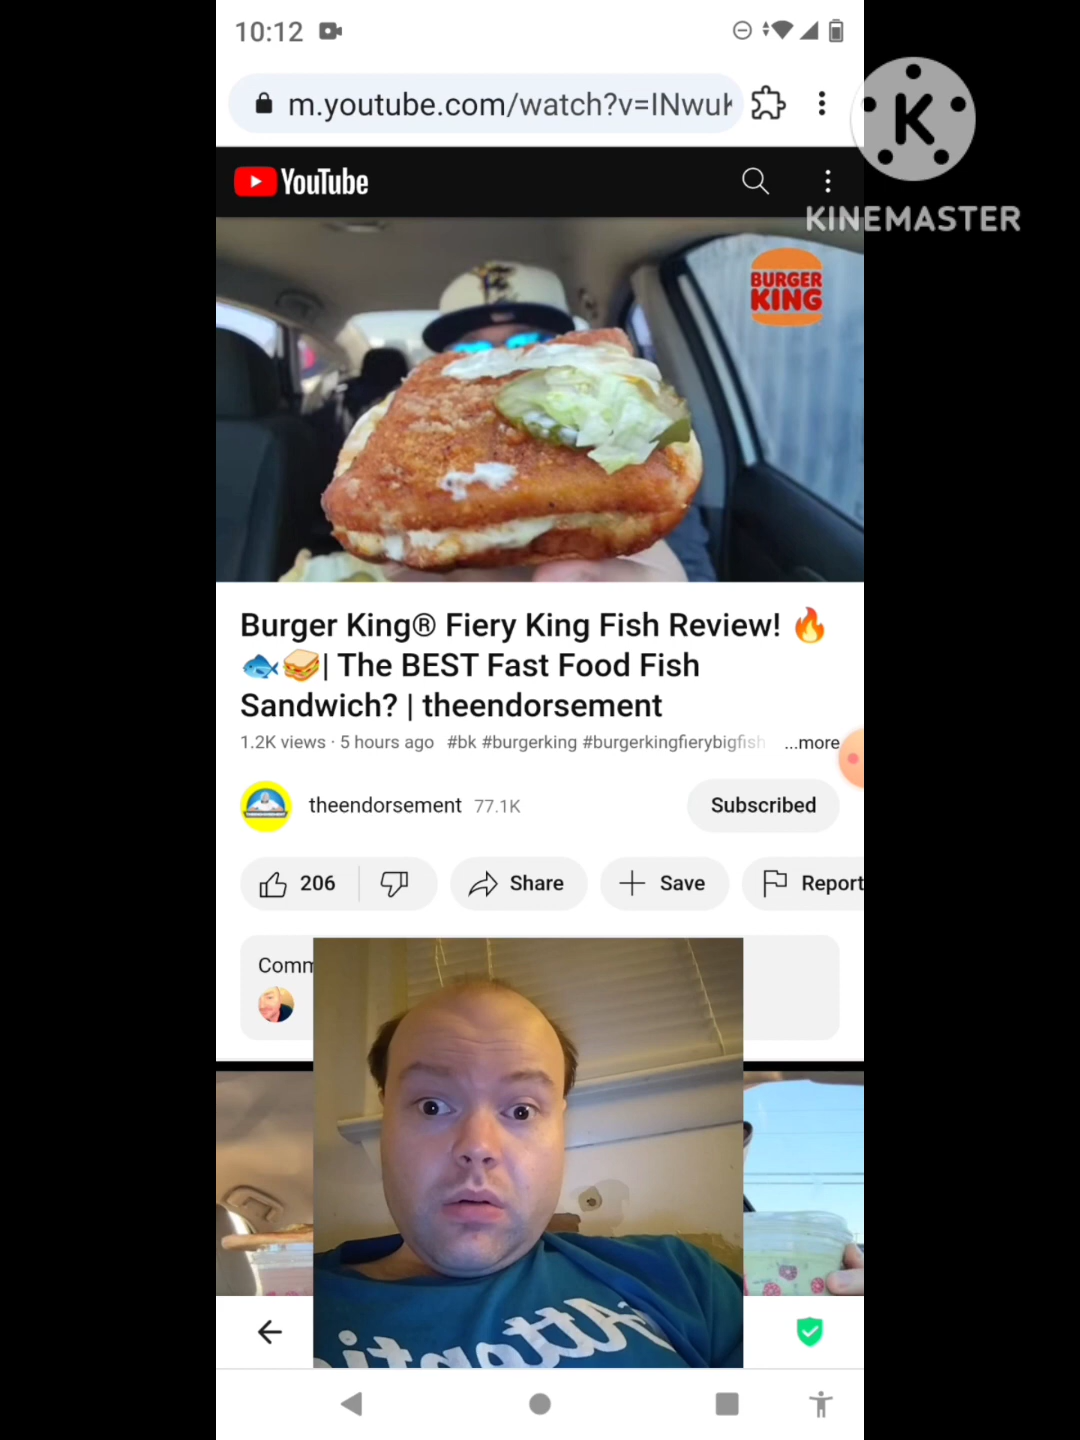 10:12
m.youtube.com/watch?v=INwuk
K
KINEMASTER
YouTube
BURGER
KING
Burger King® Fiery King Fish Review! 🔥
🐟🥪| The BEST Fast Food Fish
Sandwich? | theendorsement
1.2K views · 5 hours ago #bk #burgerking #burgerkingfierybigfish ...more
theendorsement 77.1K Subscribed
206 Share + Save Report
Comm
Atlantic